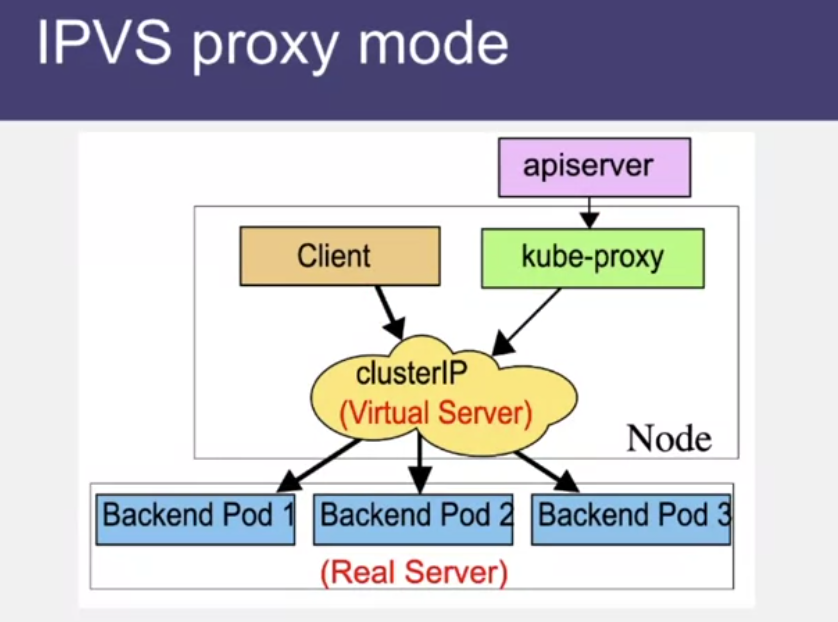 IPVS proxy mode
apiserver
Client
kube-proxy
clusterIP
(Virtual Server)
Node
Backend Pod 1
Backend Pod 2
Backend Pod 3
(Real Server)